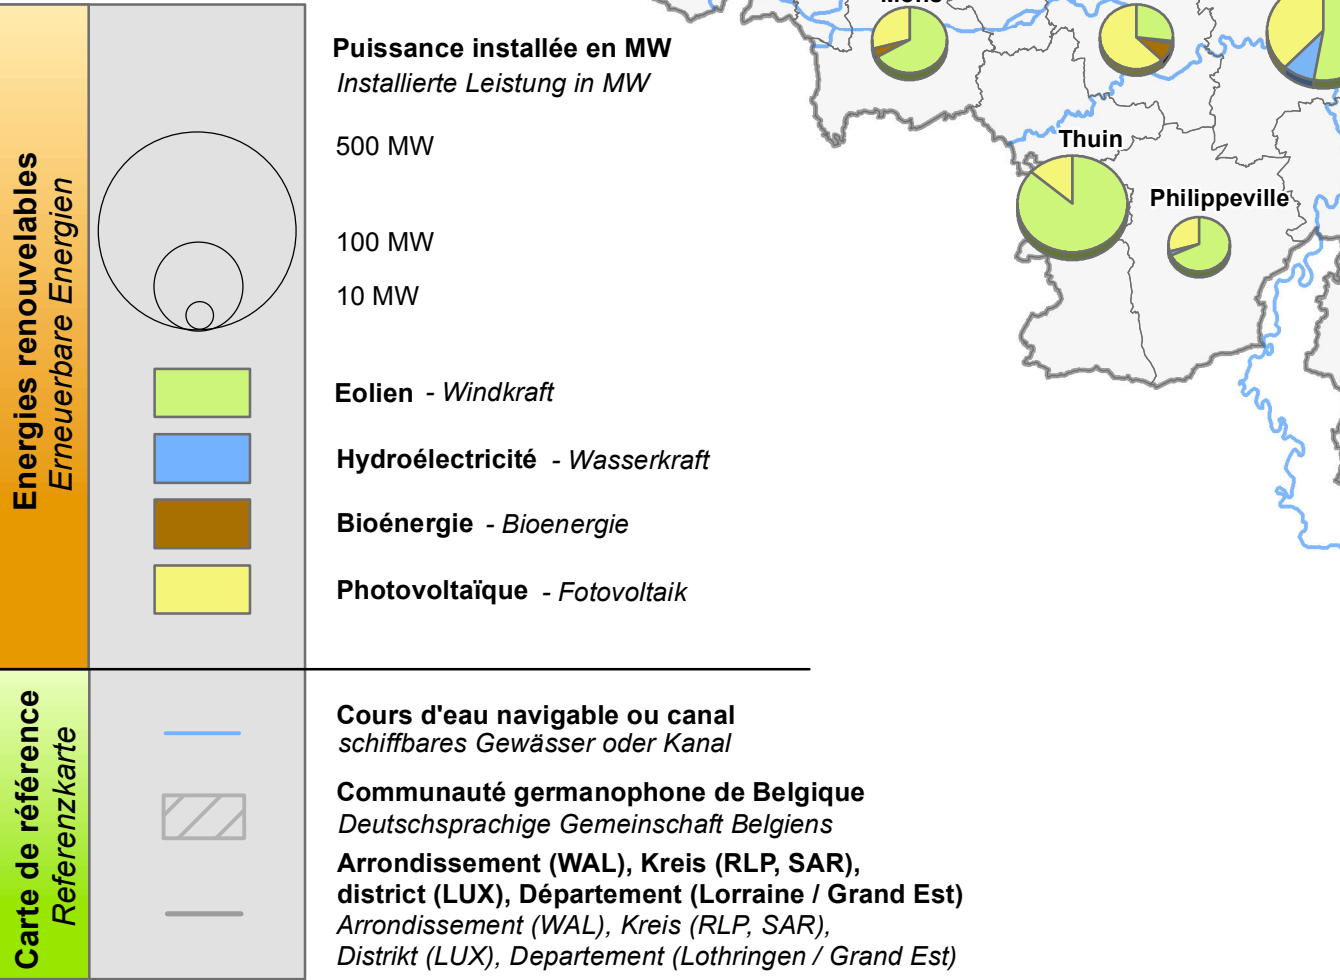 Energies renouvelables
Erneuerbare Energien
Puissance installée en MW
Installierte Leistung in MW
500 MW
100 MW
10 MW
Eolien - Windkraft
Hydroélectricité - Wasserkraft
Bioénergie - Bioenergie
Photovoltaïque - Fotovoltaik
Carte de référence
Referenzkarte
Cours d'eau navigable ou canal
schiffbares Gewässer oder Kanal
Communauté germanophone de Belgique
Deutschsprachige Gemeinschaft Belgiens
Arrondissement (WAL), Kreis (RLP, SAR),
district (LUX), Département (Lorraine / Grand Est)
Arrondissement (WAL), Kreis (RLP, SAR),
Distrikt (LUX), Departement (Lothringen / Grand Est)
Thuin
Philippeville